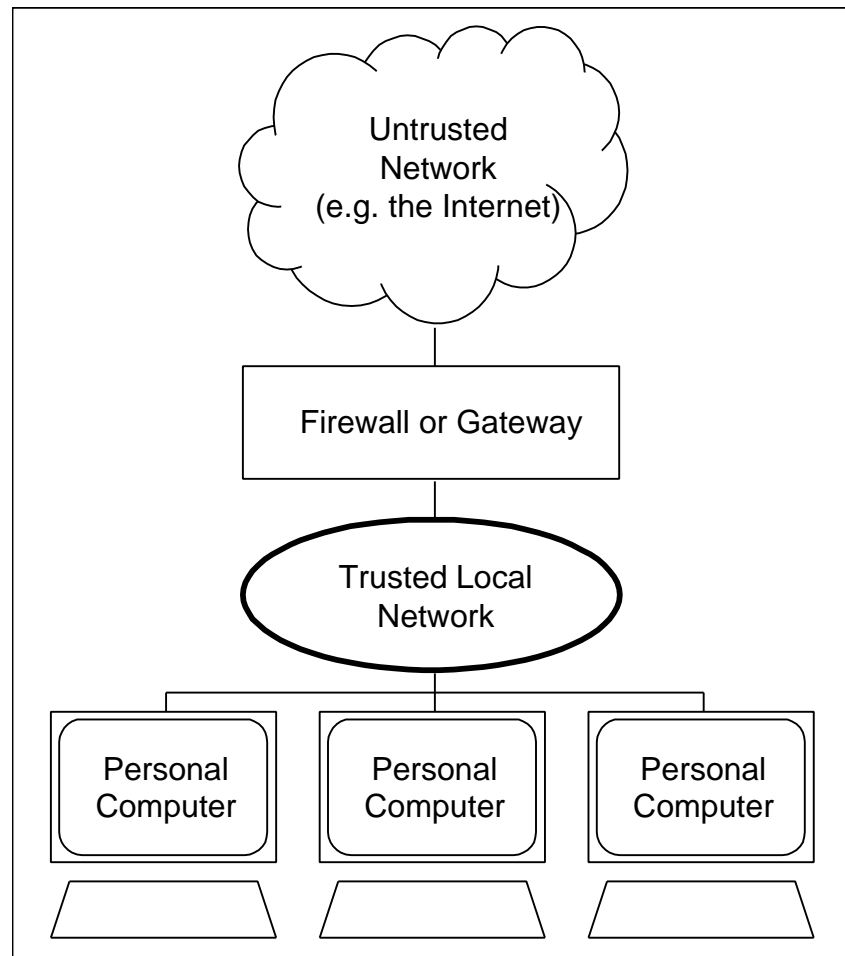 Untrusted
Network
(e.g. the Internet)
Firewall or Gateway
Trusted Local
Network
Personal
Computer
Personal
Computer
Personal
Computer